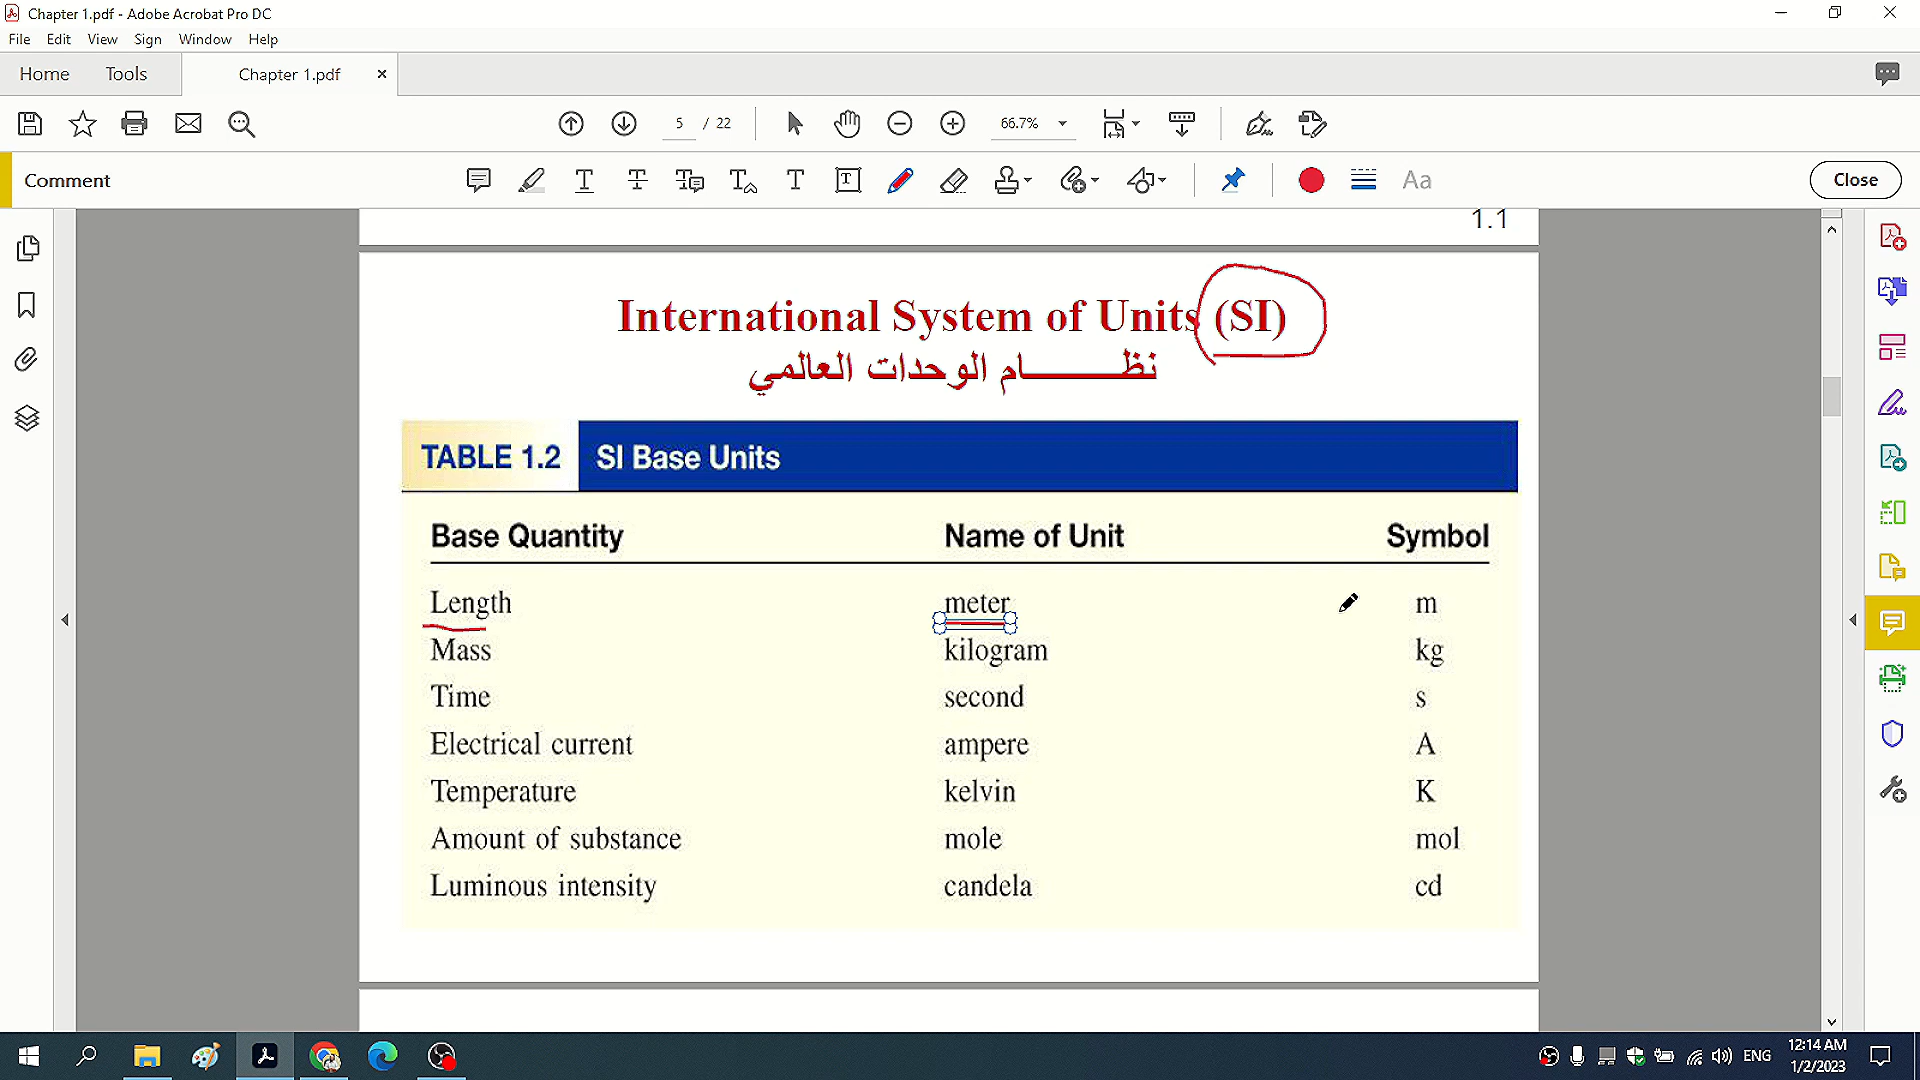 Chapter 1.pdf - Adobe Acrobat Pro DC
File Edit View Sign Window Help
Home Tools Chapter 1.pdf
5 / 22 66.7%
Comment Aa Close
1.1
International System of Units (SI)
نظـــــــــام الوحدات العالمي
TABLE 1.2 SI Base Units
Base Quantity Name of Unit Symbol
Length meter m
Mass kilogram kg
Time second s
Electrical current ampere A
Temperature kelvin K
Amount of substance mole mol
Luminous intensity candela cd
ENG 12:14 AM
1/2/2023